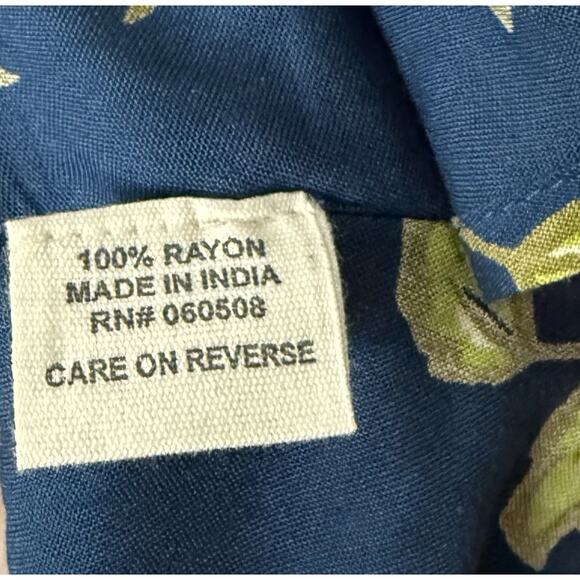 100% RAYON
MADE IN INDIA
RN# 060508
CARE ON REVERSE